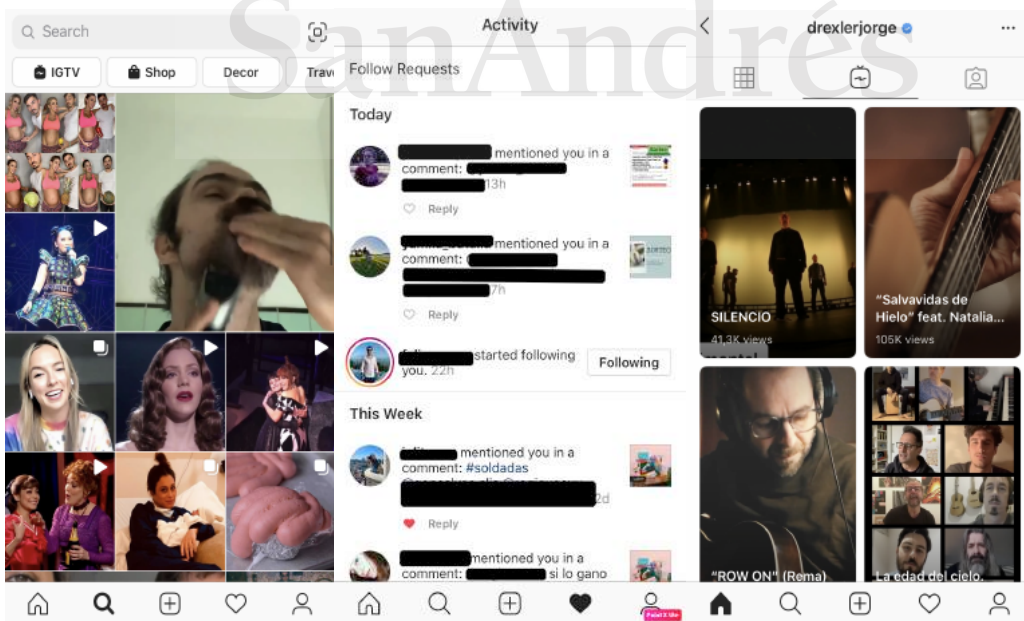 SanAndrés
Search
IGTV
Shop
Decor
Trav
Activity
Follow Requests
Today
mentioned you in a
comment:
13h
Reply
mentioned you in a
comment:
7h
Reply
started following
you. 22h
Following
This Week
mentioned you in a
comment: #soldadas
2d
Reply
mentioned you in a
comment: si lo gano
drexlerjorge
SILENCIO
41,3K views
“Salvavidas de
Hielo” feat. Natalia...
105K views
“ROW ON” (Rema)
La edad del cielo.